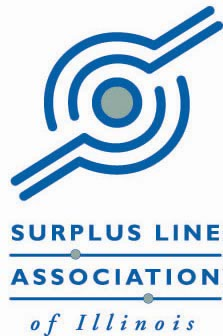 SURPLUS LINE
ASSOCIATION
of Illinois